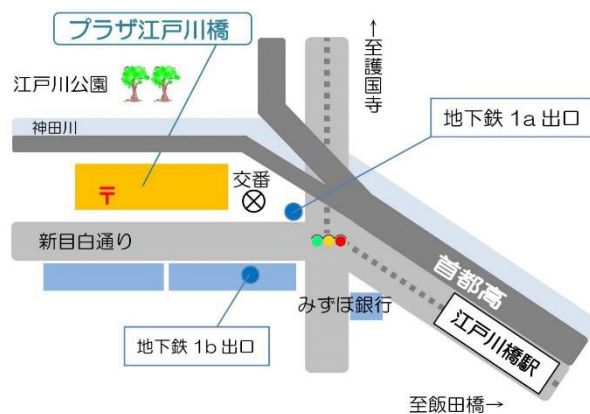 プラザ江戸川橋
←至護国寺
江戸川公園
地下鉄 1a 出口
神田川
〒
交番
新目白通り
首都高
みずほ銀行
江戸川橋駅
地下鉄 1b 出口
至飯田橋→